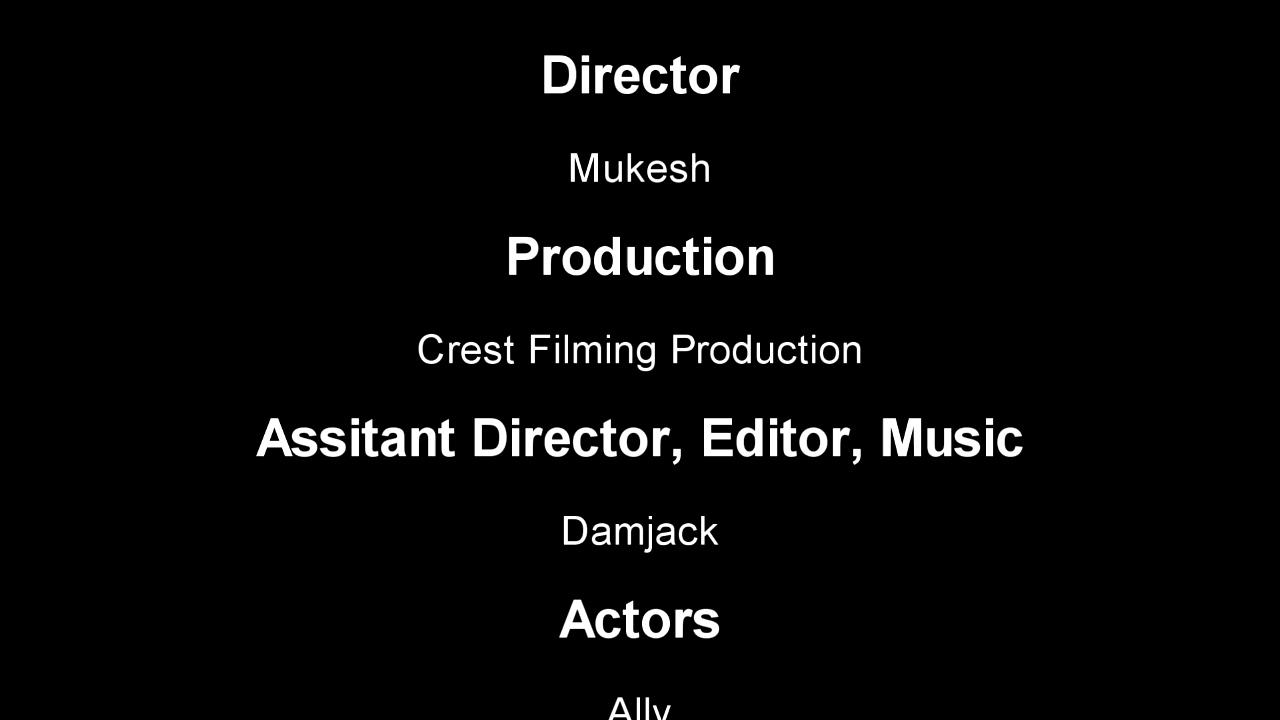 Director
Mukesh
Production
Crest Filming Production
Assitant Director, Editor, Music
Damjack
Actors
Ally